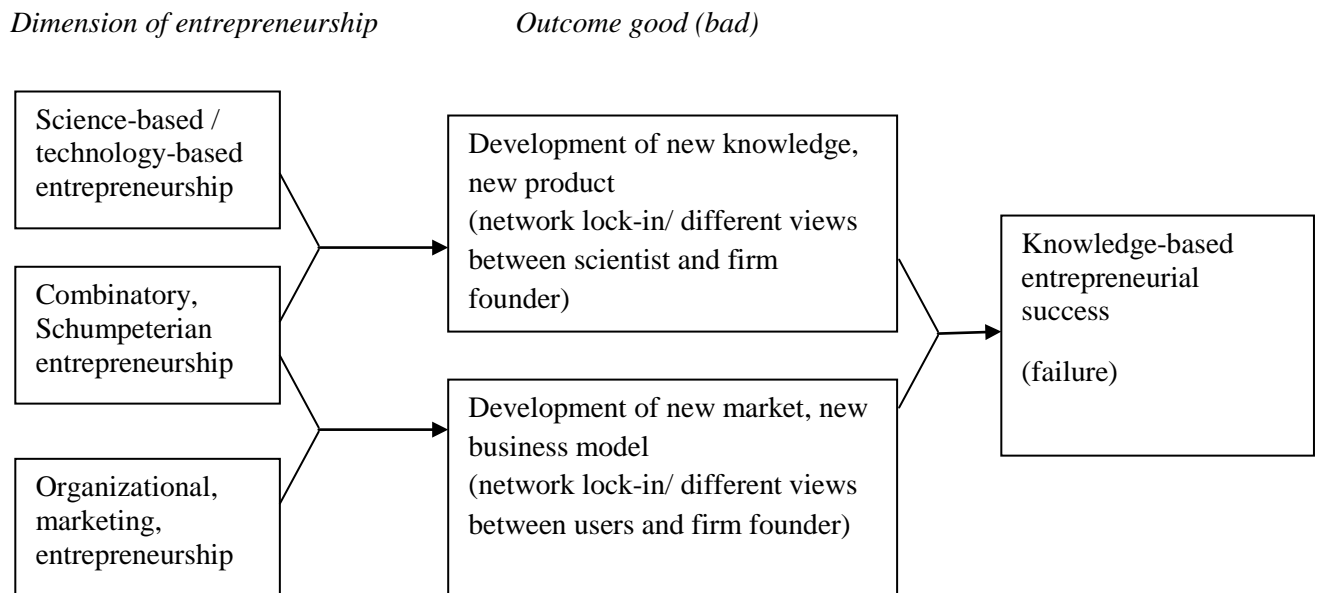 Dimension of entrepreneurship
Outcome good (bad)
Science-based /
technology-based
entrepreneurship
Combinatory,
Schumpeterian
entrepreneurship
Organizational,
marketing,
entrepreneurship
Development of new knowledge,
new product
(network lock-in/ different views
between scientist and firm
founder)
Development of new market, new
business model
(network lock-in/ different views
between users and firm founder)
Knowledge-based
entrepreneurial
success
(failure)